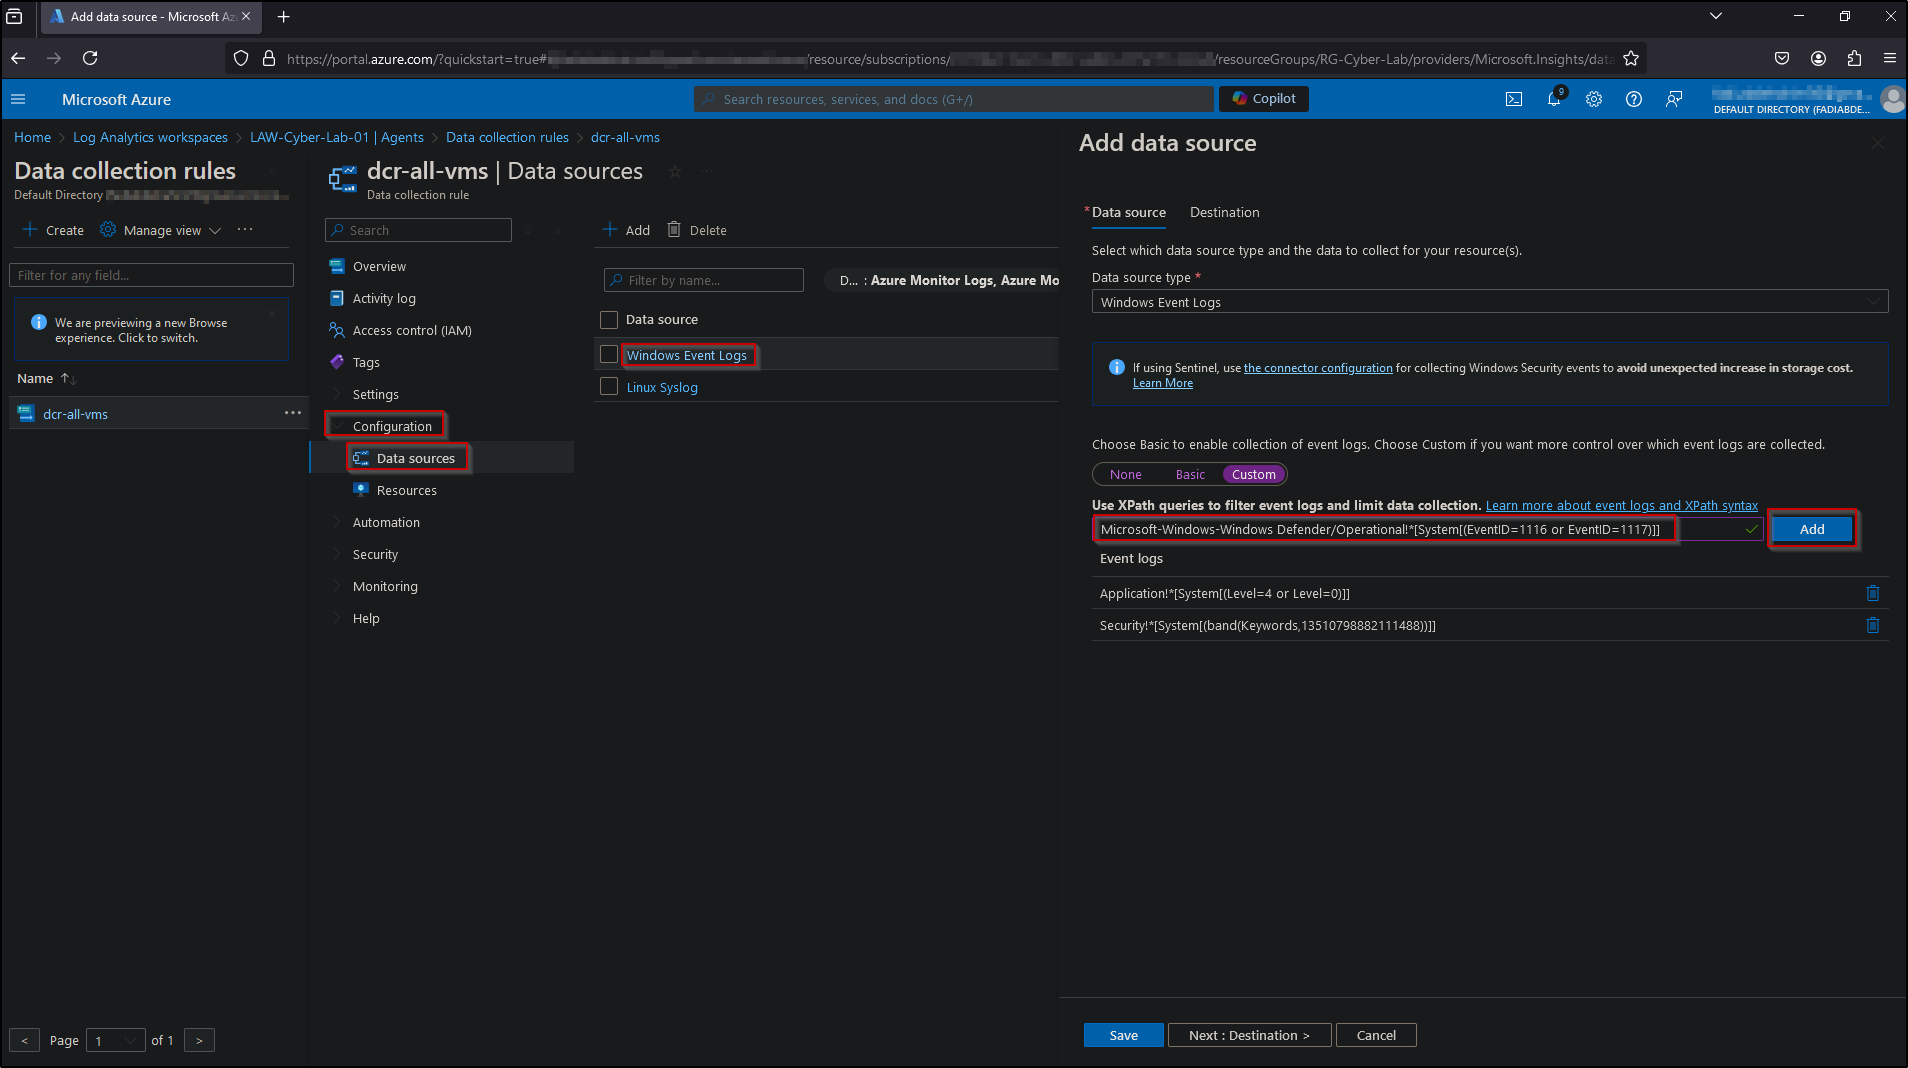 Add data source - Microsoft Az
https://portal.azure.com/?quickstart=true#
/resource/subscriptions/
/resourceGroups/RG-Cyber-Lab/providers/Microsoft.Insights/data
Microsoft Azure
Search resources, services, and docs (G+/)
Copilot
9
DEFAULT DIRECTORY (FADIABDE...
Home > Log Analytics workspaces > LAW-Cyber-Lab-01 | Agents > Data collection rules > dcr-all-vms
Data collection rules
Default Directory
Create
Manage view
...
Filter for any field...
We are previewing a new Browse
experience. Click to switch.
Name
dcr-all-vms
...
< Page 1 of 1 >
dcr-all-vms | Data sources
Data collection rule
Search
Overview
Activity log
Access control (IAM)
Tags
Settings
Configuration
Data sources
Resources
Automation
Security
Monitoring
Help
Add
Delete
Filter by name...
D... : Azure Monitor Logs, Azure Mo
Data source
Windows Event Logs
Linux Syslog
Add data source
* Data source
Destination
Select which data source type and the data to collect for your resource(s).
Data source type *
Windows Event Logs
If using Sentinel, use the connector configuration for collecting Windows Security events to avoid unexpected increase in storage cost.
Learn More
Choose Basic to enable collection of event logs. Choose Custom if you want more control over which event logs are collected.
None Basic Custom
Use XPath queries to filter event logs and limit data collection. Learn more about event logs and XPath syntax
Microsoft-Windows-Windows Defender/Operational!*[System[(EventID=1116 or EventID=1117)]]
Add
Event logs
Application!*[System[(Level=4 or Level=0)]]
Security!*[System[(band(Keywords,13510798882111488))]]
Save
Next : Destination >
Cancel